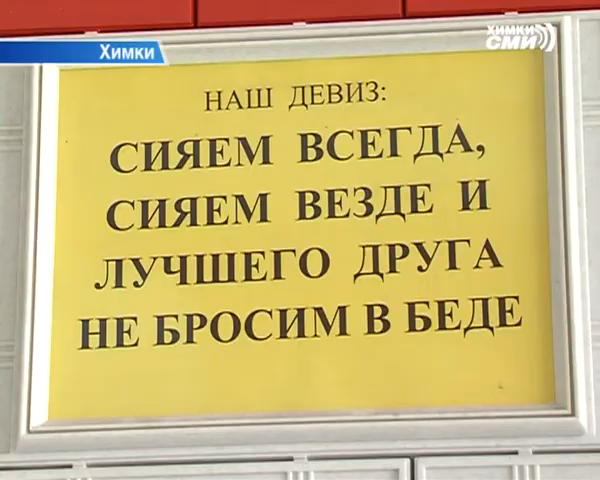 Химки
ХИМКИ
СМИ
НАШ ДЕВИЗ:
СИЯЕМ ВСЕГДА,
СИЯЕМ ВЕЗДЕ И
ЛУЧШЕГО ДРУГА
НЕ БРОСИМ В БЕДЕ